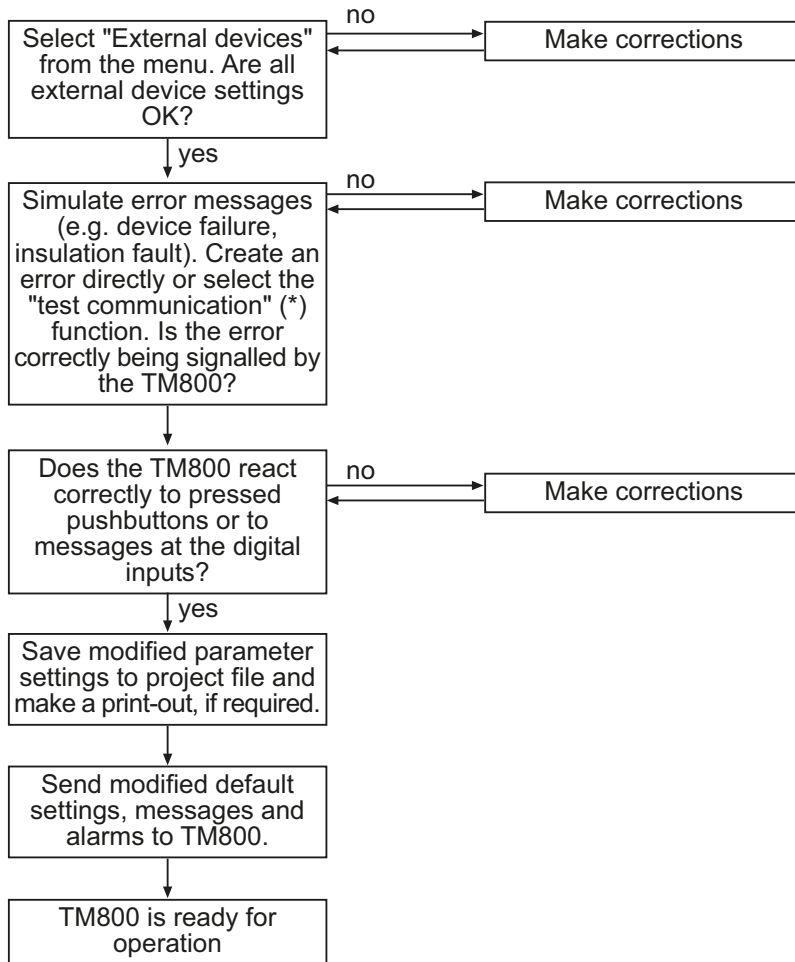 Select "External devices"
from the menu. Are all
external device settings
OK?
no
Make corrections
yes
Simulate error messages
(e.g. device failure,
insulation fault). Create an
error directly or select the
"test communication" (*)
function. Is the error
correctly being signalled by
the TM800?
no
Make corrections
Does the TM800 react
correctly to pressed
pushbuttons or to
messages at the digital
inputs?
no
Make corrections
yes
Save modified parameter
settings to project file and
make a print-out, if required.
Send modified default
settings, messages and
alarms to TM800.
TM800 is ready for
operation